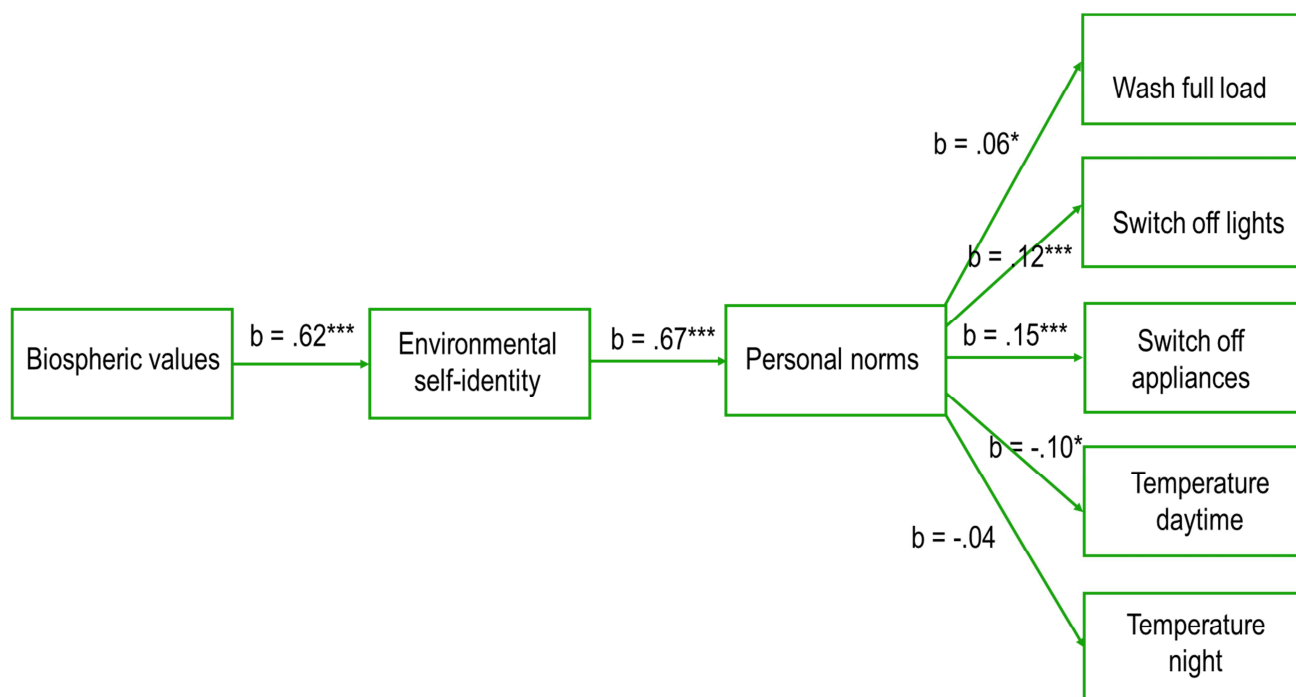 Wash full load
b = .06*
Switch off lights
b = .12***
Biospheric values
b = .62***
Environmental
self-identity
b = .67***
Personal norms
b = .15***
Switch off
appliances
b = -.10*
Temperature
daytime
b = -.04
Temperature
night